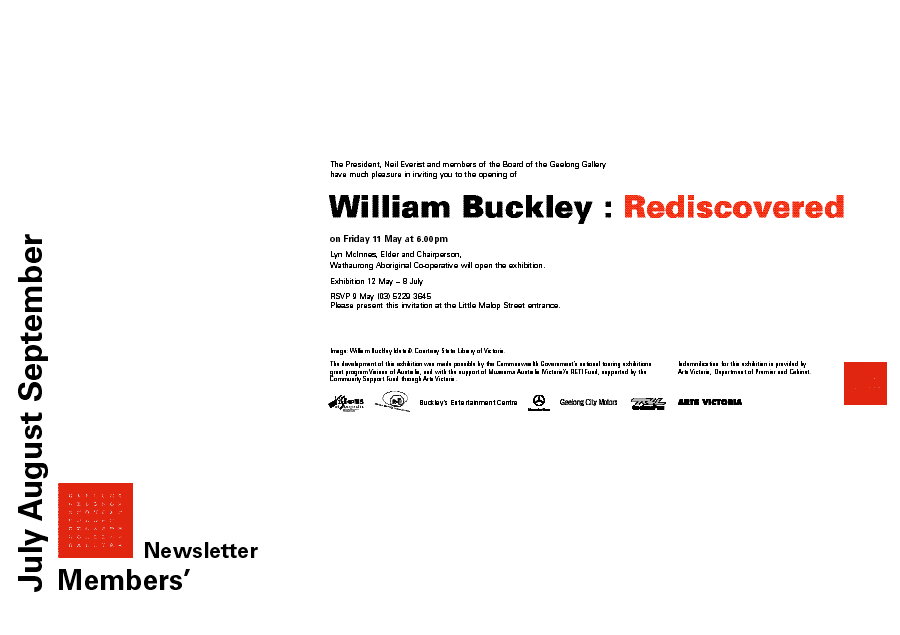 The President, Neil Everist and members of the Board of the Geelong Gallery
have much pleasure in inviting you to the opening of
William Buckley : Rediscovered
on Friday 11 May at 6.00pm
Lyn McInnes, Elder and Chairperson,
Wathaurong Aboriginal Co-operative will open the exhibition.
Exhibition 12 May – 8 July
RSVP 9 May (03) 5229 3645
Please present this invitation at the Little Malop Street entrance.
Image: William Buckley Courtesy State Library of Victoria.
The development of this exhibition was made possible by the Commonwealth Government's national touring exhibitions
grant program Visions of Australia, and with the support of Museums Australia (Victoria)'s RETI Fund, supported by the
Community Support Fund through Arts Victoria.
Indemnification for this exhibition is provided by
Arts Victoria, Department of Premier and Cabinet.
Buckley's Entertainment Centre
Geelong City Motors
ARTS VICTORIA
July August September
Newsletter
Members'